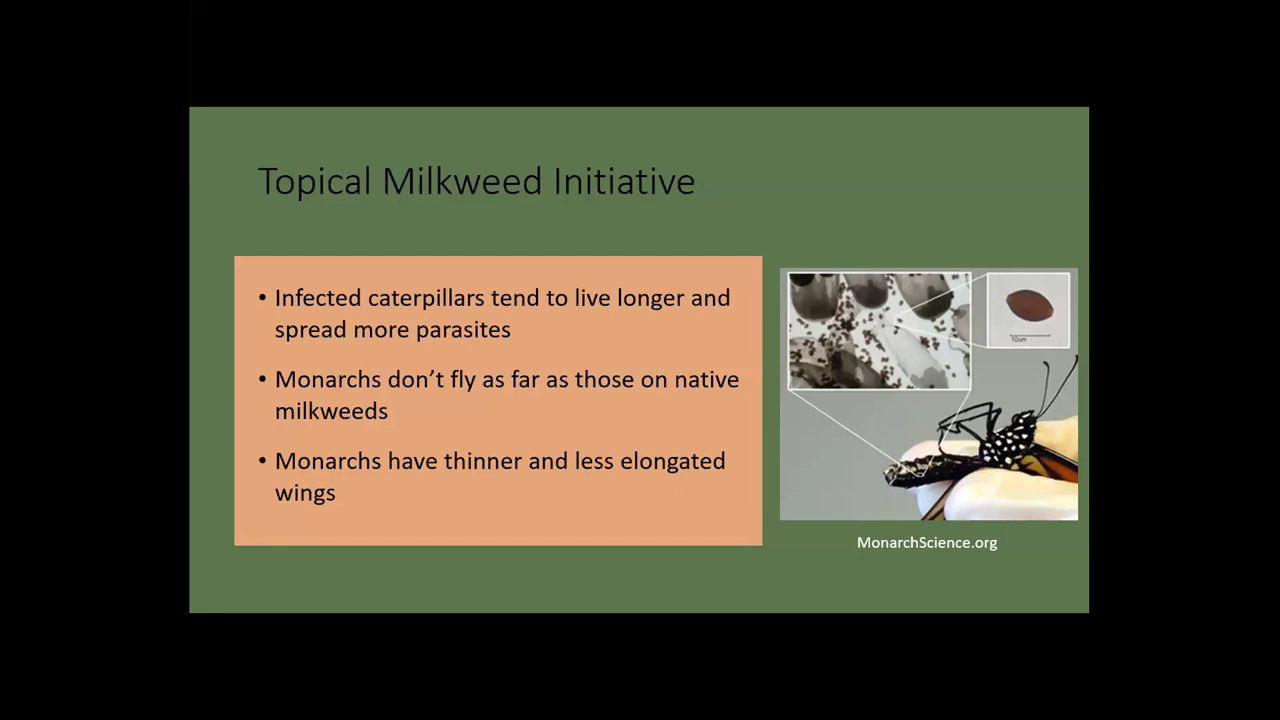 Topical Milkweed Initiative
• Infected caterpillars tend to live longer and
spread more parasites
• Monarchs don’t fly as far as those on native
milkweeds
• Monarchs have thinner and less elongated
wings
10um
MonarchScience.org